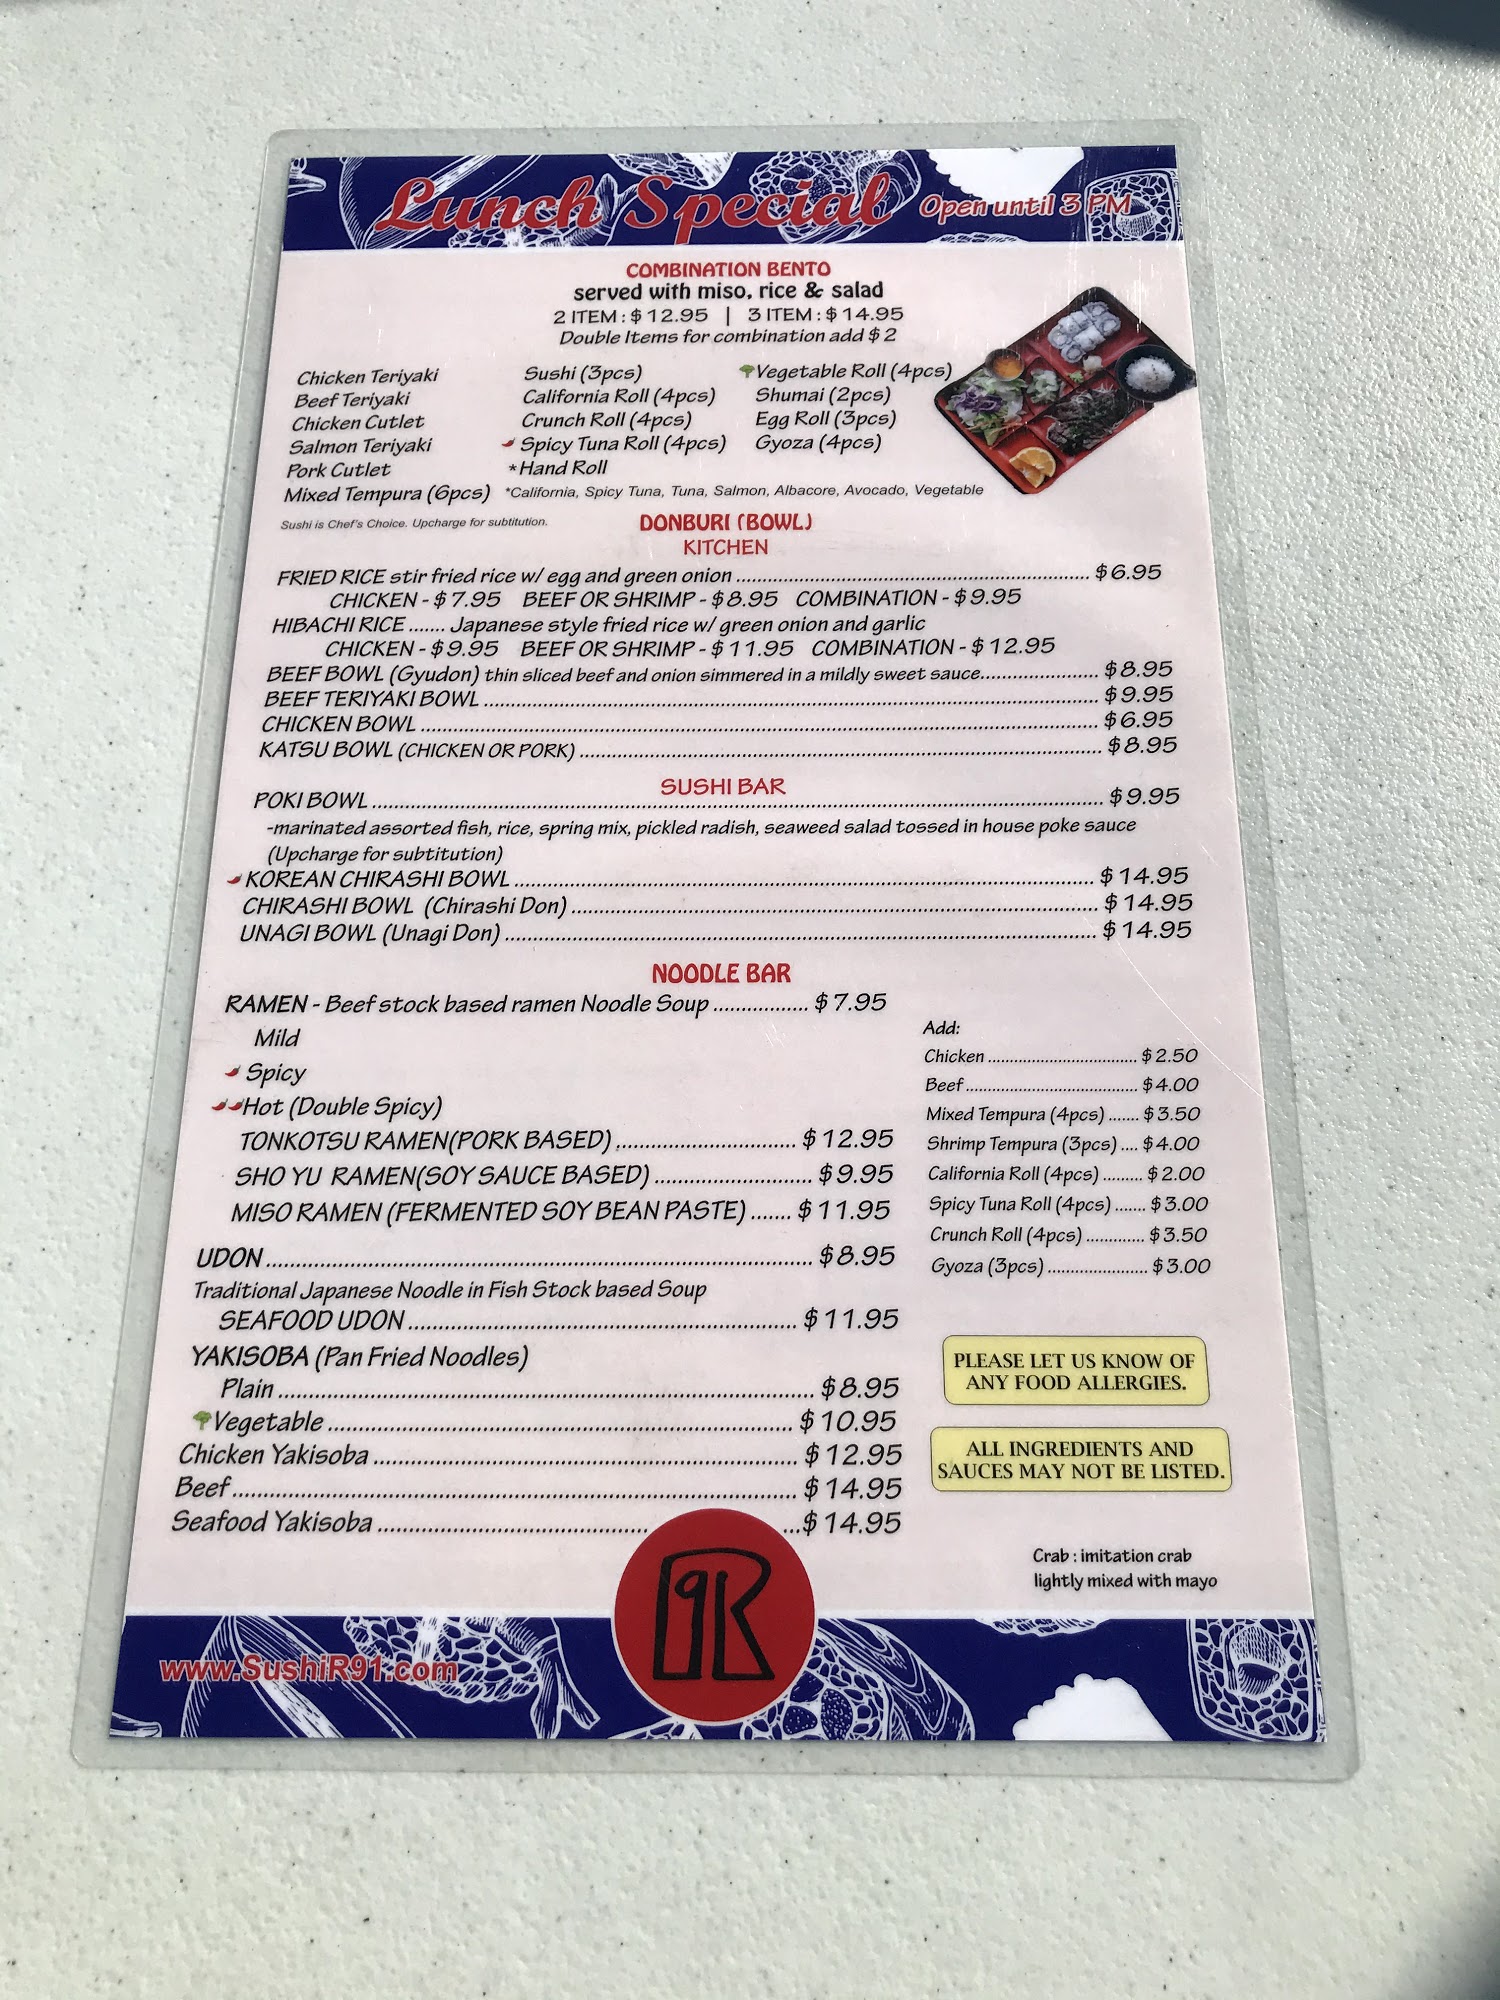 Lunch Special Open until 3 PM
COMBINATION BENTO
served with miso, rice & salad
2 ITEM : $ 12.95 | 3 ITEM : $ 14.95
Double Items for combination add $ 2
Chicken Teriyaki
Beef Teriyaki
Chicken Cutlet
Salmon Teriyaki
Pork Cutlet
Mixed Tempura (6pcs)
Sushi (3pcs)
California Roll (4pcs)
Crunch Roll (4pcs)
Spicy Tuna Roll (4pcs)
*Hand Roll
*California, Spicy Tuna, Tuna, Salmon, Albacore, Avocado, Vegetable
Vegetable Roll (4pcs)
Shumai (2pcs)
Egg Roll (3pcs)
Gyoza (4pcs)
Sushi is Chef's Choice. Upcharge for subtitution.
DONBURI (BOWL)
KITCHEN
FRIED RICE stir fried rice w/ egg and green onion ........ $ 6.95
CHICKEN - $ 7.95 BEEF OR SHRIMP - $ 8.95 COMBINATION - $ 9.95
HIBACHI RICE ....... Japanese style fried rice w/ green onion and garlic
CHICKEN - $ 9.95 BEEF OR SHRIMP - $ 11.95 COMBINATION - $ 12.95
BEEF BOWL (Gyudon) thin sliced beef and onion simmered in a mildly sweet sauce........ $ 8.95
BEEF TERIYAKI BOWL ........ $ 9.95
CHICKEN BOWL ........ $ 6.95
KATSU BOWL (CHICKEN OR PORK) ........ $ 8.95
SUSHI BAR
POKI BOWL ........ $ 9.95
-marinated assorted fish, rice, spring mix, pickled radish, seaweed salad tossed in house poke sauce
(Upcharge for subtitution)
KOREAN CHIRASHI BOWL ........ $ 14.95
CHIRASHI BOWL (Chirashi Don) ........ $ 14.95
UNAGI BOWL (Unagi Don) ........ $ 14.95
NOODLE BAR
RAMEN - Beef stock based ramen Noodle Soup ........ $ 7.95
Mild
Spicy
Hot (Double Spicy)
TONKOTSU RAMEN(PORK BASED) ........ $ 12.95
SHO YU RAMEN(SOY SAUCE BASED) ........ $ 9.95
MISO RAMEN (FERMENTED SOY BEAN PASTE) ....... $ 11.95
UDON ........ $ 8.95
Traditional Japanese Noodle in Fish Stock based Soup
SEAFOOD UDON ........ $ 11.95
YAKISOBA (Pan Fried Noodles)
Plain ........ $ 8.95
Vegetable ........ $ 10.95
Chicken Yakisoba ........ $ 12.95
Beef ........ $ 14.95
Seafood Yakisoba ........ $ 14.95
Add:
Chicken ........ $ 2.50
Beef ........ $ 4.00
Mixed Tempura (4pcs) ....... $ 3.50
Shrimp Tempura (3pcs) .... $ 4.00
California Roll (4pcs) ......... $ 2.00
Spicy Tuna Roll (4pcs) ....... $ 3.00
Crunch Roll (4pcs) ............. $ 3.50
Gyoza (3pcs) ........ $ 3.00
PLEASE LET US KNOW OF
ANY FOOD ALLERGIES.
ALL INGREDIENTS AND
SAUCES MAY NOT BE LISTED.
Crab : imitation crab
lightly mixed with mayo
www.SushiR91.com